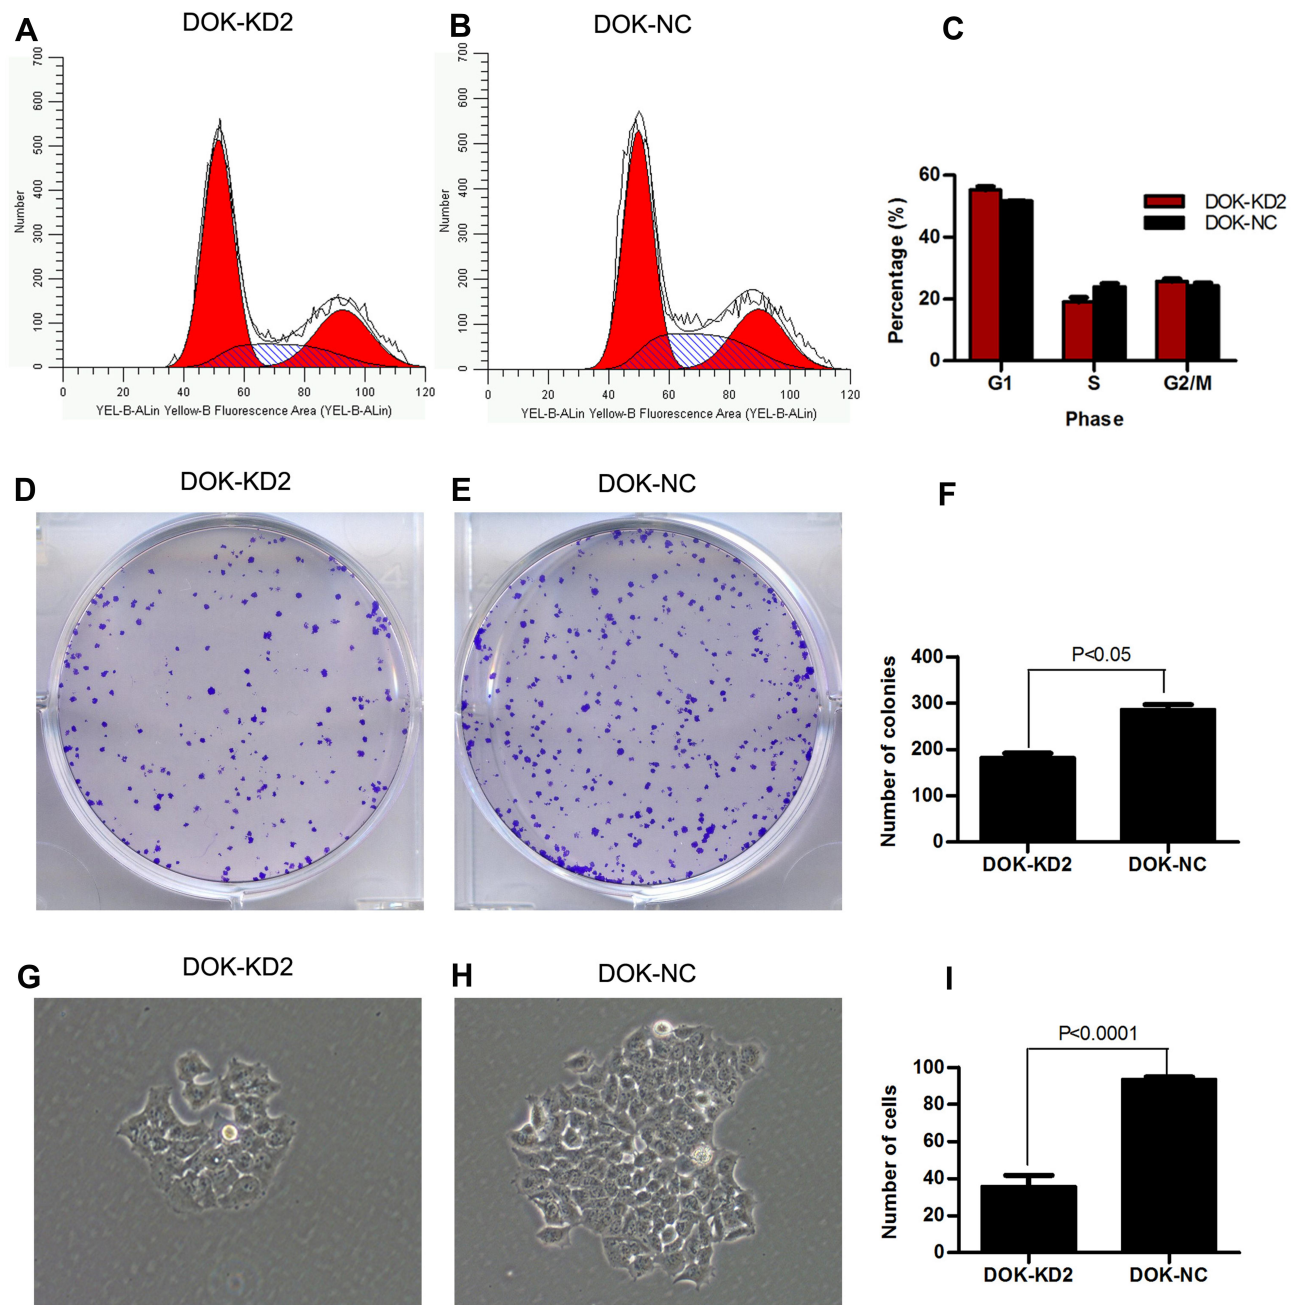 A
DOK-KD2
B
DOK-NC
C
700
600
500
400
300
200
100
0
Number
0 20 40 60 80 100 120
YEL-B-ALin Yellow-B Fluorescence Area (YEL-B-ALin)
700
600
500
400
300
200
100
0
Number
0 20 40 60 80 100 120
YEL-B-ALin Yellow-B Fluorescence Area (YEL-B-ALin)
60
40
20
0
Percentage (%)
DOK-KD2
DOK-NC
G1 S G2/M
Phase
D
DOK-KD2
E
DOK-NC
F
400
300
200
100
0
Number of colonies
P<0.05
DOK-KD2 DOK-NC
G
DOK-KD2
H
DOK-NC
I
100
80
60
40
20
0
Number of cells
P<0.0001
DOK-KD2 DOK-NC